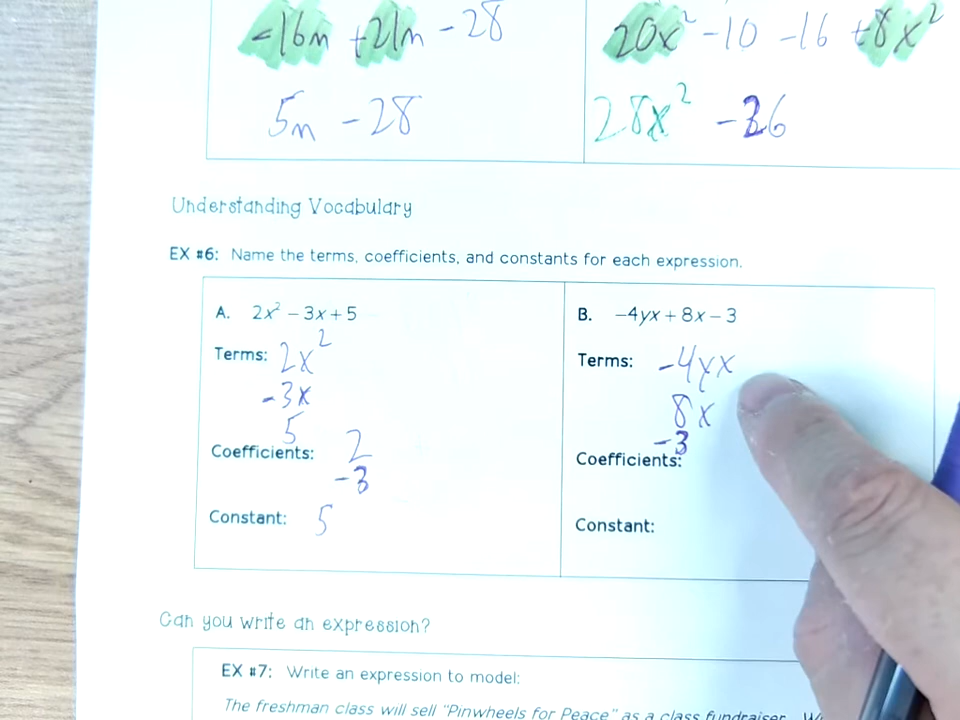 -16m +21m -28
5m -28
20x² -10 -16 +8x²
28x² -26
Understanding Vocabulary
EX #6: Name the terms, coefficients, and constants for each expression.
A. 2x² – 3x + 5
Terms: 2x²
-3x
5
Coefficients: 2
-3
Constant: 5
B. –4yx + 8x – 3
Terms: -4yx
8x
-3
Coefficients:
Constant:
Can you write an expression?
EX #7: Write an expression to model:
The freshman class will sell "Pinwheels for Peace" as a class fundraiser.